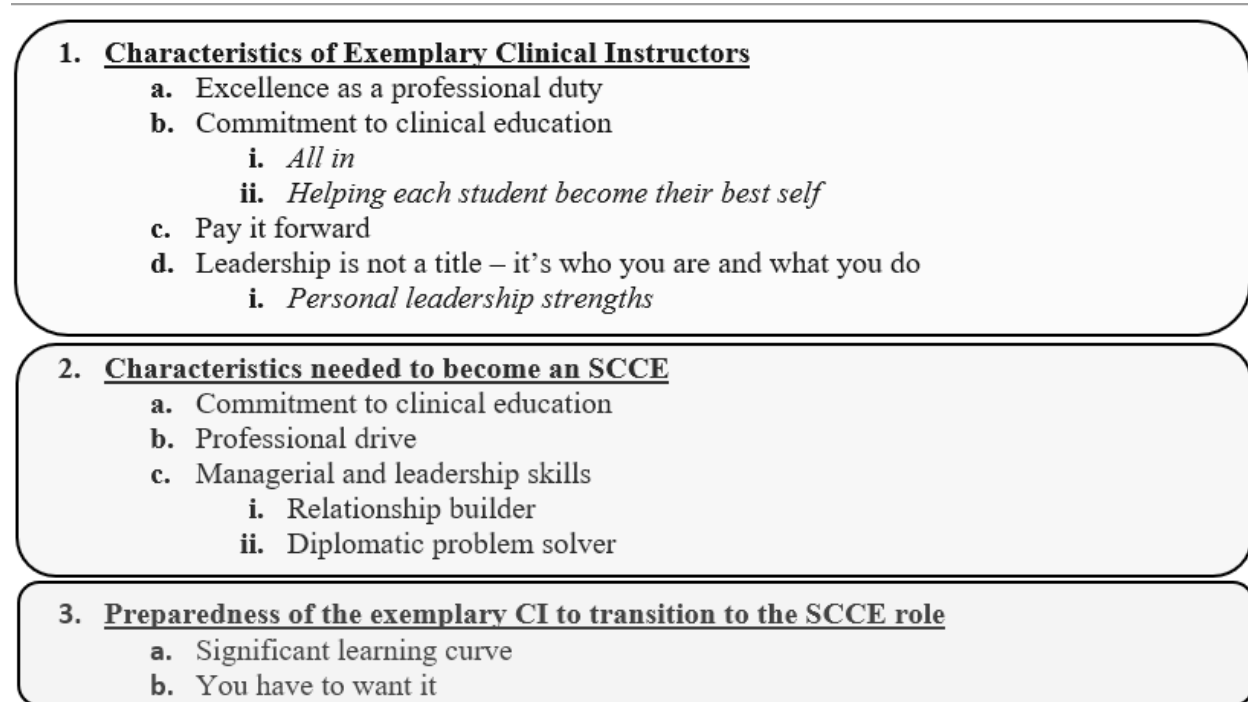 1. Characteristics of Exemplary Clinical Instructors
a. Excellence as a professional duty
b. Commitment to clinical education
i. All in
ii. Helping each student become their best self
c. Pay it forward
d. Leadership is not a title – it’s who you are and what you do
i. Personal leadership strengths
2. Characteristics needed to become an SCCE
a. Commitment to clinical education
b. Professional drive
c. Managerial and leadership skills
i. Relationship builder
ii. Diplomatic problem solver
3. Preparedness of the exemplary CI to transition to the SCCE role
a. Significant learning curve
b. You have to want it